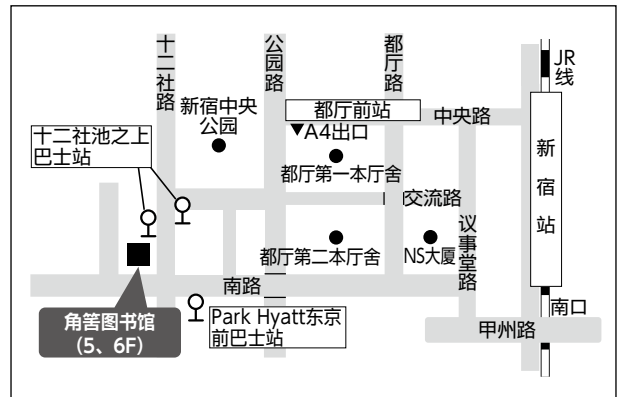 十二社路
公园路
都厅路
JR
线
新宿中央
公园
都厅前站
▼A4出口
中央路
十二社池之上
巴士站
都厅第一本厅舍
新宿站
交流路
议事堂路
都厅第二本厅舍
NS大厦
南路
南口
角筈图书馆
(5、6F)
Park Hyatt东京
前巴士站
甲州路